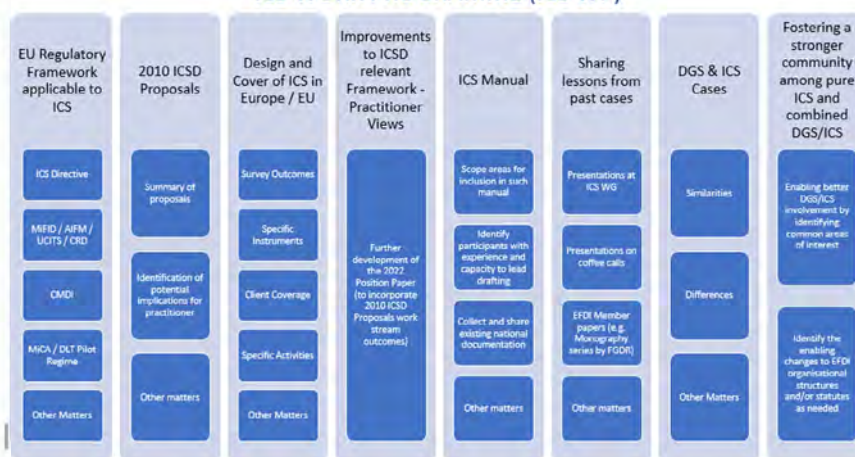 EU Regulatory
Framework
applicable to
ICS
ICS Directive
MiFID / AIFM /
UCITS / CRD
CMDI
MiCA / DLT Pilot
Regime
Other Matters
2010 ICSD
Proposals
Summary of
proposals
Identification of
potential
implications for
practitioner
Other matters
Design and
Cover of ICS in
Europe / EU
Survey Outcomes
Specific
Instruments
Client Coverage
Specific Activities
Other Matters
Improvements
to ICSD
relevant
Framework -
Practitioner
Views
Further
development of
the 2022
Position Paper
(to incorporate
2010 ICSD
Proposals work
stream
outcomes)
ICS Manual
Scope areas for
inclusion in such
manual
Identify
participants with
experience and
capacity to lead
drafting
Collect and share
existing national
documentation
Other matters
Sharing
lessons from
past cases
Presentations at
ICS WG
Presentations on
coffee calls
EFDI Member
papers (e.g.
Monography
series by FGDR)
Other matters
DGS & ICS
Cases
Similarities
Differences
Other Matters
Fostering a
stronger
community
among pure
ICS and
combined
DGS/ICS
Enabling better
DGS/ICS
involvement by
identifying
common areas
of interest
Identify the
enabling
changes to EFDI
organisational
structures
and/or statutes
as needed